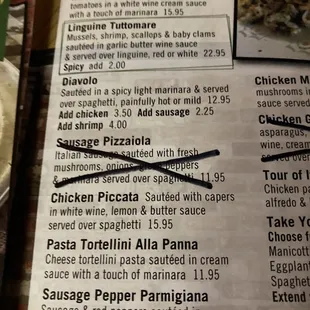 tomatoes in a white wine cream sauce
with a touch of marinara 15.95
Linguine Tuttomare
Mussels, shrimp, scallops & baby clams
sautéed in garlic butter wine sauce
& served over linguine, red or white 22.95
Spicy add 2.00
Diavolo
Sautéed in a spicy light marinara & served
over spaghetti, painfully hot or mild 12.95
Add chicken 3.50 Add sausage 2.25
Add shrimp 4.00
Sausage Pizzaiola
Italian sausage sautéed with fresh
mushrooms, onions, peppers
& marinara served over spaghetti 11.95
Chicken Piccata Sautéed with capers
in white wine, lemon & butter sauce
served over spaghetti 15.95
Pasta Tortellini Alla Panna
Cheese tortellini pasta sautéed in cream
sauce with a touch of marinara 11.95
Sausage Pepper Parmigiana
Chicken M
mushrooms in
sauce served
Chicken
asparagus,
wine, cream
& served over
Tour of I
Chicken pa
alfredo &
Take Yo
Choose f
Manicott
Eggplant
Spaghet
Extend